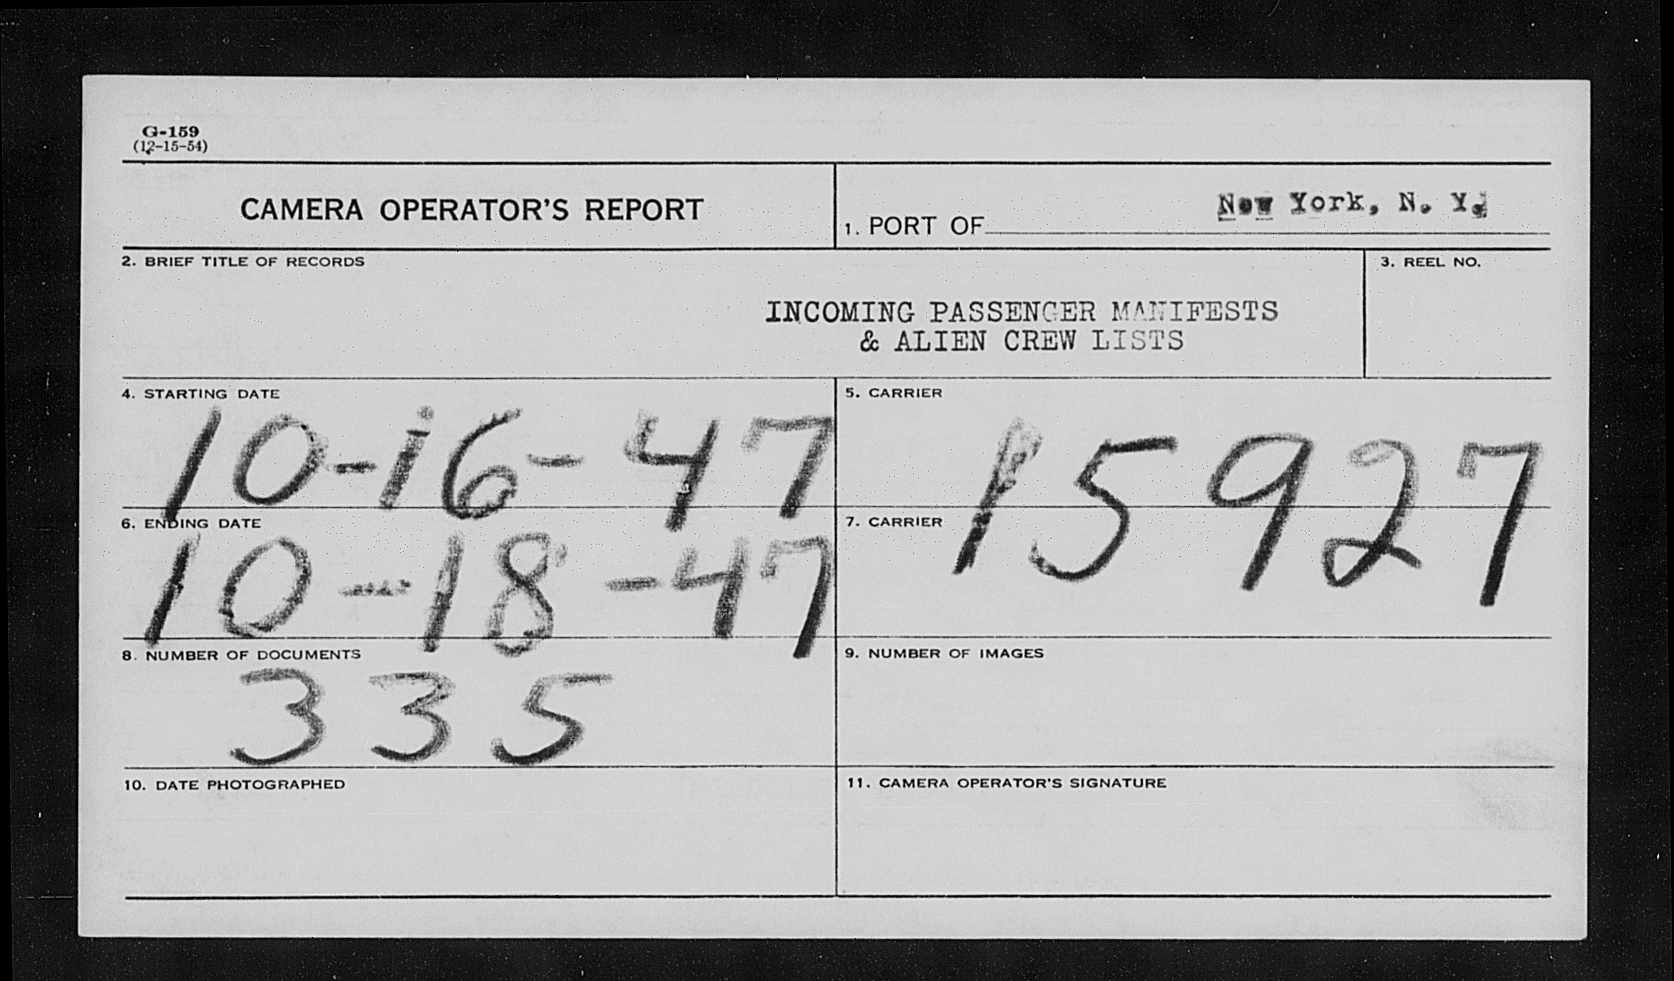 G-159
(12-15-54)
CAMERA OPERATOR'S REPORT
1. PORT OF New York, N. Y.
2. BRIEF TITLE OF RECORDS
3. REEL NO.
INCOMING PASSENGER MANIFESTS
& ALIEN CREW LISTS
4. STARTING DATE
10-16-47
5. CARRIER
15927
6. ENDING DATE
10-18-47
7. CARRIER
8. NUMBER OF DOCUMENTS
335
9. NUMBER OF IMAGES
10. DATE PHOTOGRAPHED
11. CAMERA OPERATOR'S SIGNATURE